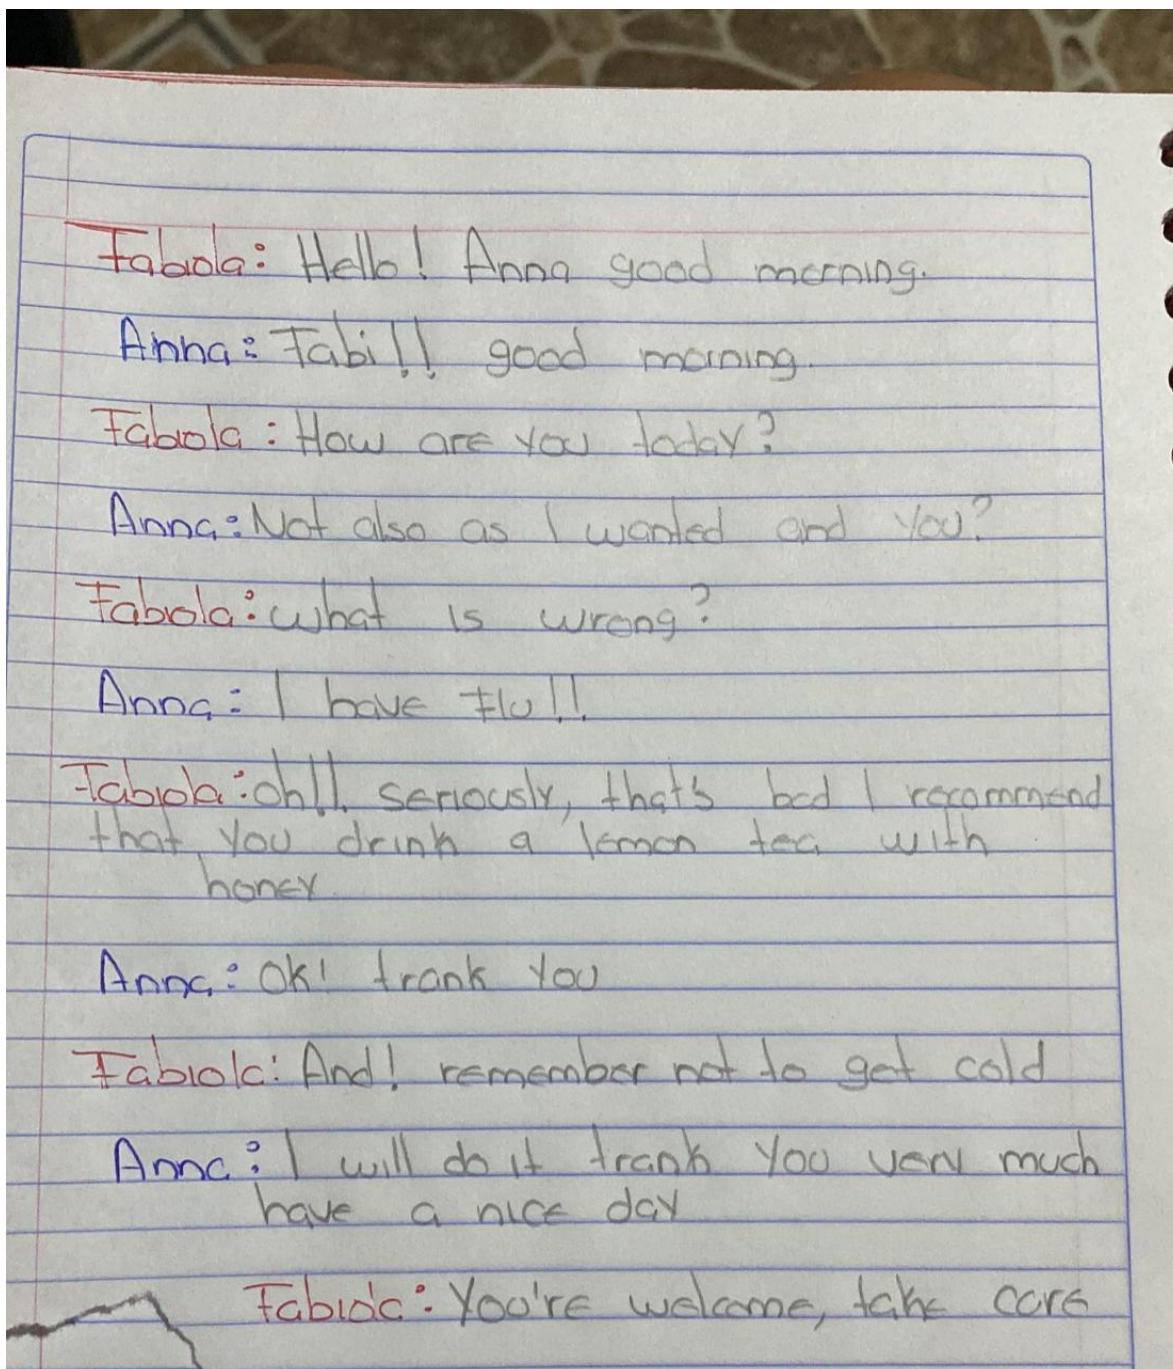 Fabiola: Hello! Anna good morning.
Anna: Fabi!! good morning.
Fabiola: How are you today?
Anna: Not also as I wanted and you?
Fabiola: what is wrong?
Anna: I have flu!!
Fabiola: oh!! seriously, that's bad I recommend
that you drink a lemon tea with
honey
Anna: OK! trank you
Fabiola: And! remember not to get cold
Anna: I will do it trank you very much
have a nice day
Fabiola: You're welcome, take care